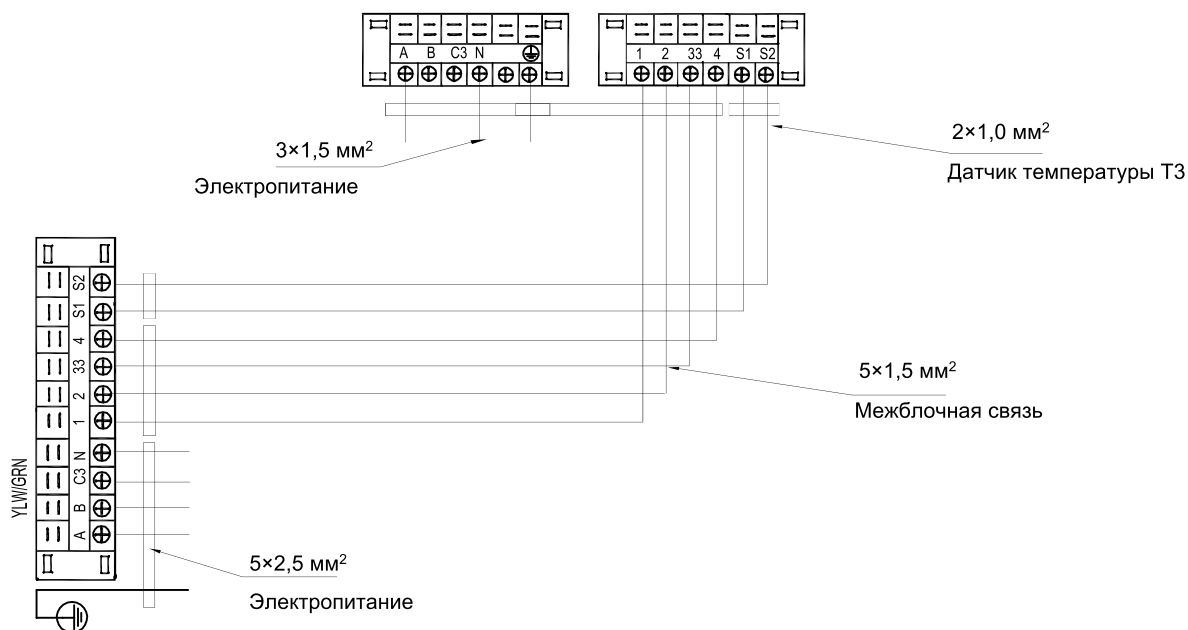 A B C3 N
1 2 33 4 S1 S2
3×1,5 мм²
Электропитание
2×1,0 мм²
Датчик температуры Т3
S2
S1
4
33
2
1
N
C3
B
A
YLW/GRN
5×1,5 мм²
Межблочная связь
5×2,5 мм²
Электропитание